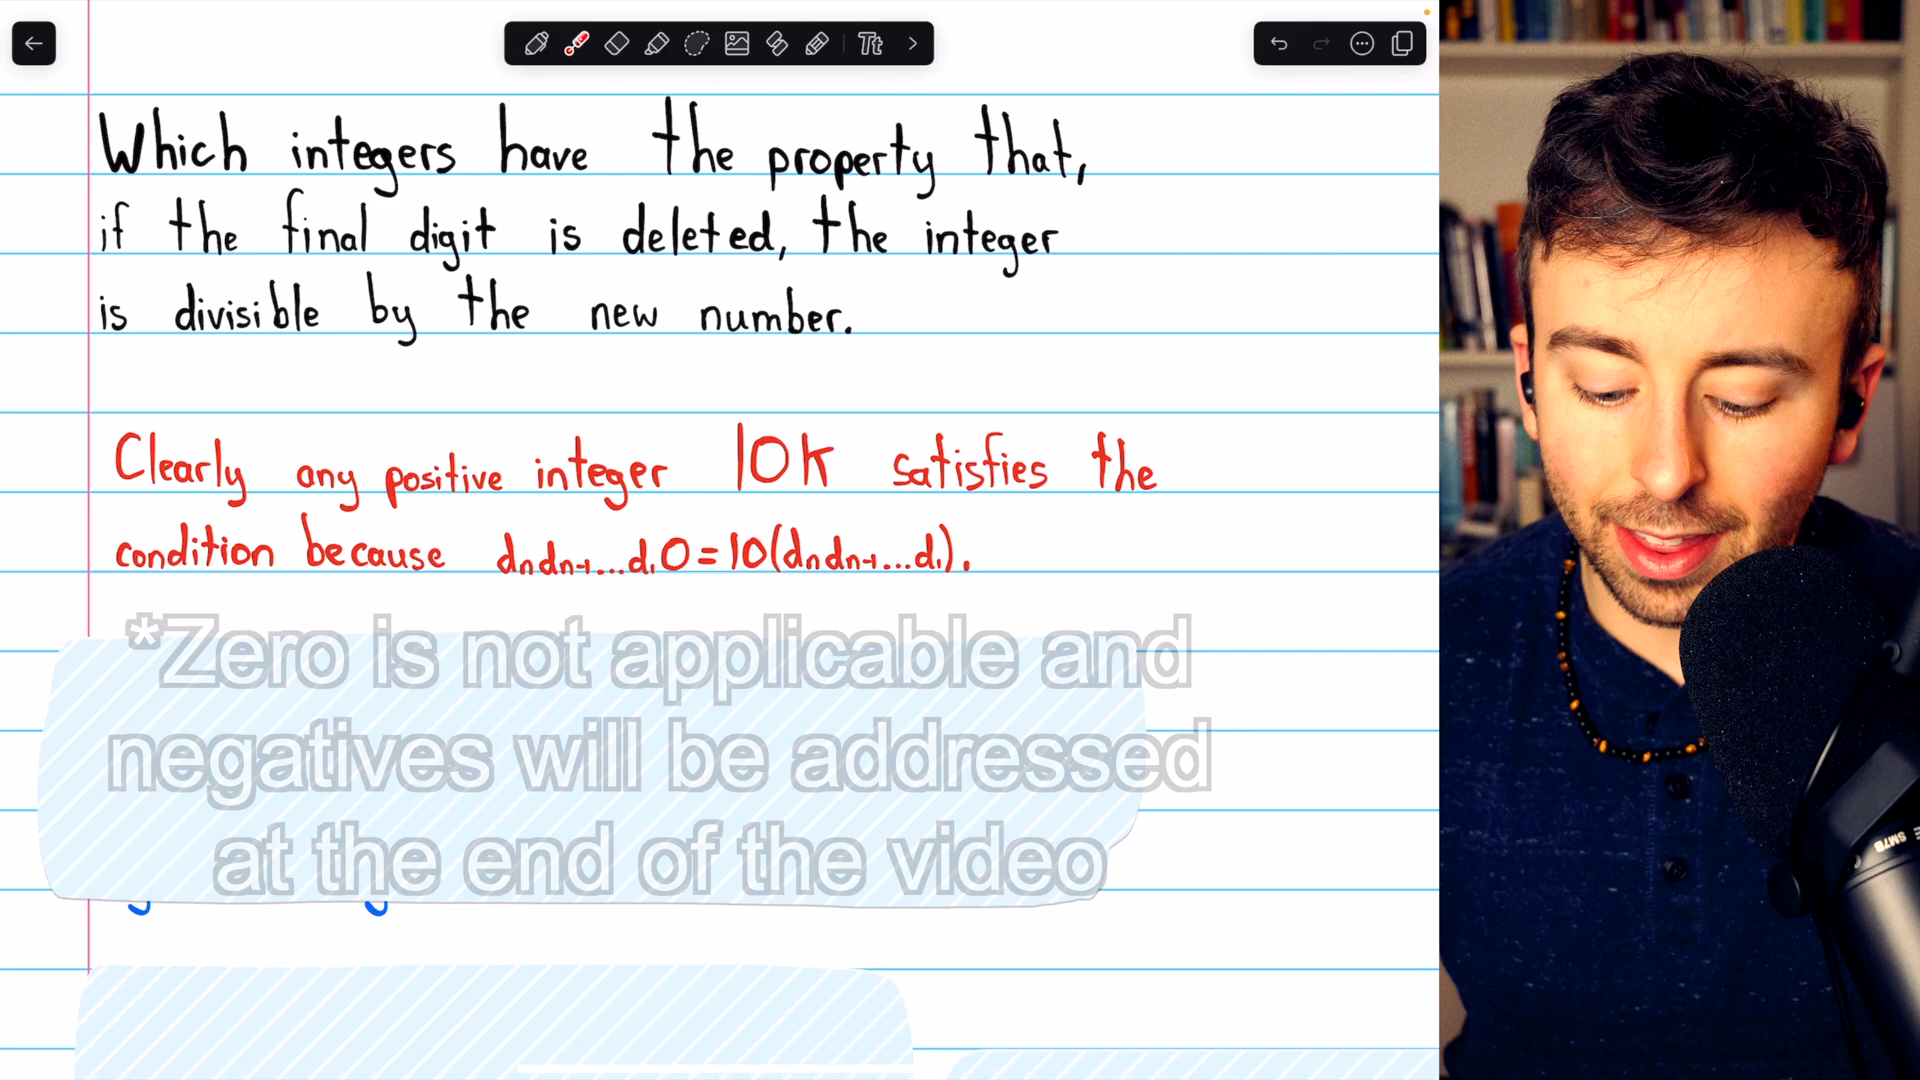 Tt
Which integers have the property that,
if the final digit is deleted, the integer
is divisible by the new number.
Clearly any positive integer 10k satisfies the
condition because dₙdₙ₋₁...d₁0=10(dₙdₙ₋₁...d₁).
*Zero is not applicable and
negatives will be addressed
at the end of the video
SM7B